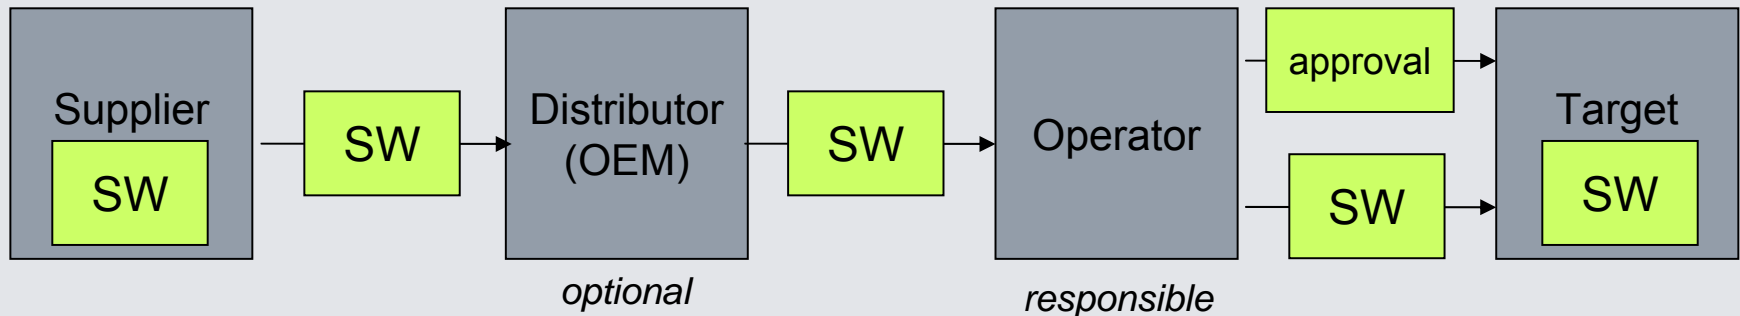 Supplier
SW
SW
Distributor
(OEM)
optional
SW
Operator
responsible
approval
SW
Target
SW